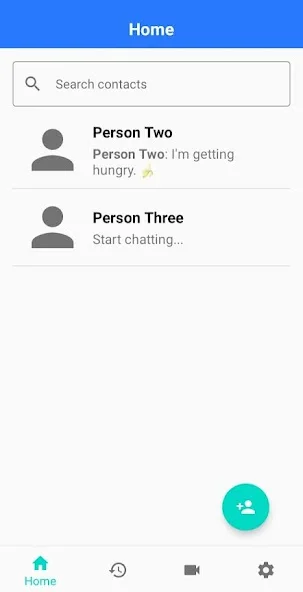 Home
Search contacts
Person Two
Person Two: I'm getting
hungry. 🍌
Person Three
Start chatting...
Home